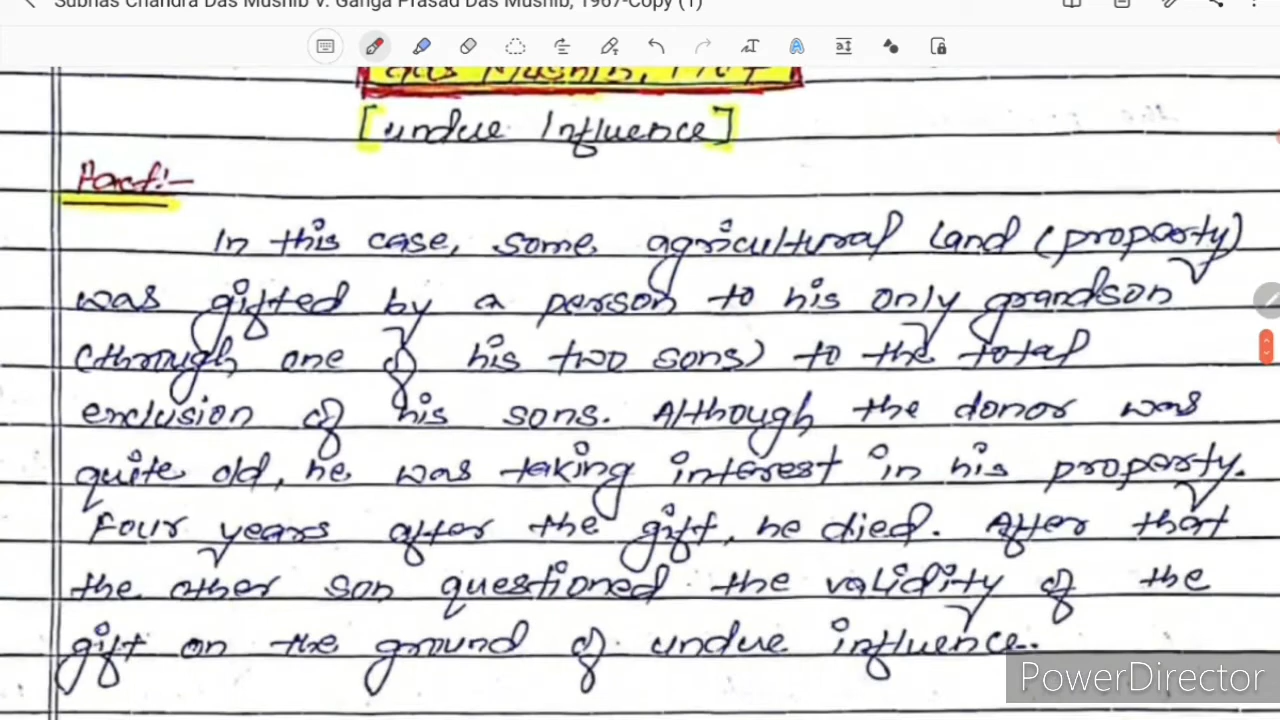 Subhas Chandra Das Mushib V. Ganga Prasad Das Mushib, 1967-Copy (1)
das Mushib, 1967
[undue Influence]
Fact:-
In this case, some agricultural land (property)
was gifted by a person to his only grandson
(through one of his two sons) to the total
exclusion of his sons. Although the donor was
quite old, he was taking interest in his property.
Four years after the gift, he died. After that
the other son questioned the validity of the
gift on the ground of undue influence.
PowerDirector